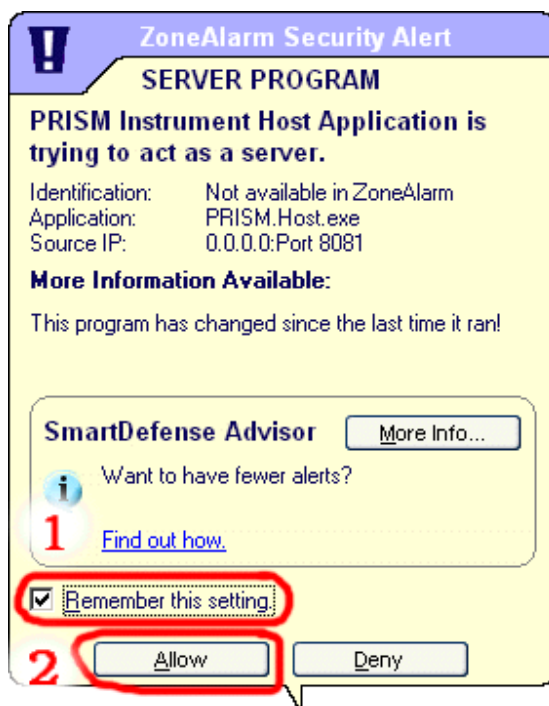 ZoneAlarm Security Alert
SERVER PROGRAM
PRISM Instrument Host Application is
trying to act as a server.
Identification: Not available in ZoneAlarm
Application: PRISM.Host.exe
Source IP: 0.0.0.0:Port 8081
More Information Available:
This program has changed since the last time it ran!
SmartDefense Advisor More Info...
Want to have fewer alerts?
1 Find out how.
Remember this setting.
2 Allow Deny